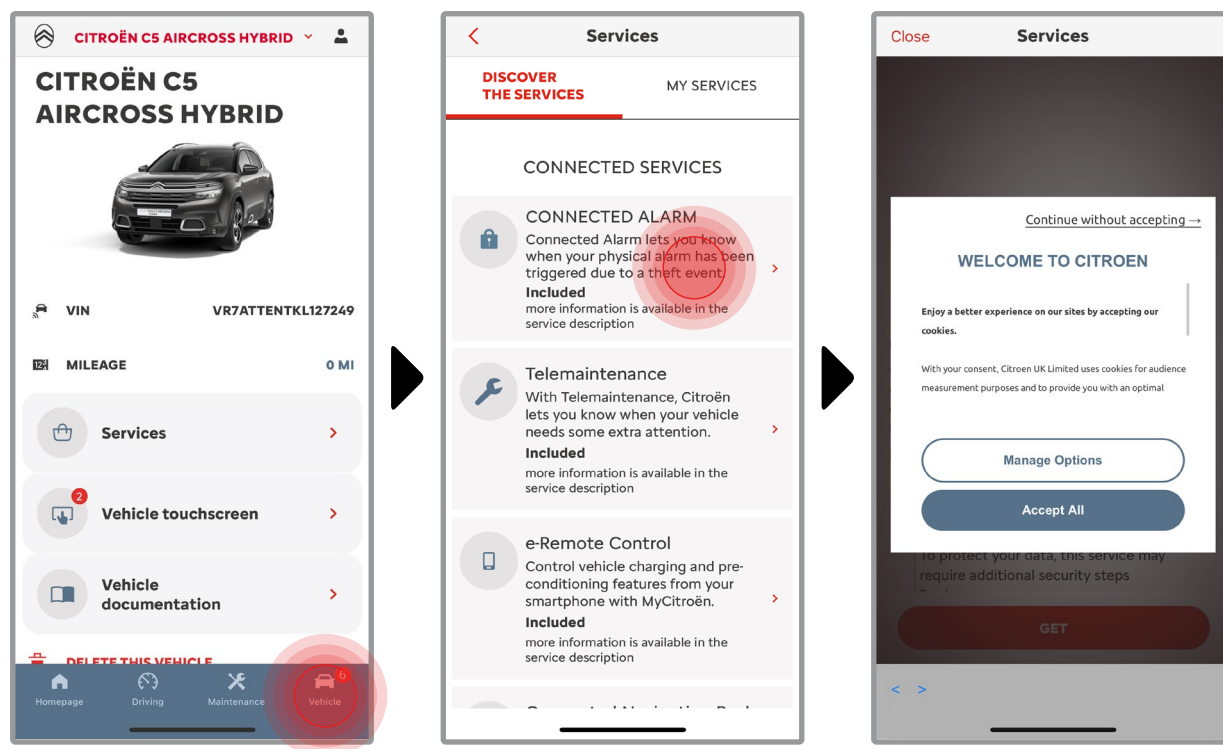 CITROËN C5 AIRCROSS HYBRID
CITROËN C5
AIRCROSS HYBRID
VIN VR7ATTENTKL127249
MILEAGE 0 MI
Services
2
Vehicle touchscreen
Vehicle
documentation
DELETE THIS VEHICLE
6
Homepage Driving Maintenance Vehicle
Services
DISCOVER
THE SERVICES
MY SERVICES
CONNECTED SERVICES
CONNECTED ALARM
Connected Alarm lets you know
when your physical alarm has been
triggered due to a theft event.
Included
more information is available in the
service description
Telemaintenance
With Telemaintenance, Citroën
lets you know when your vehicle
needs some extra attention.
Included
more information is available in the
service description
e-Remote Control
Control vehicle charging and pre-
conditioning features from your
smartphone with MyCitroën.
Included
more information is available in the
service description
Close Services
Continue without accepting →
WELCOME TO CITROEN
Enjoy a better experience on our sites by accepting our
cookies.
With your consent, Citroen UK Limited uses cookies for audience
measurement purposes and to provide you with an optimal
Manage Options
Accept All
To protect your data, this service may
require additional security steps
GET
< >